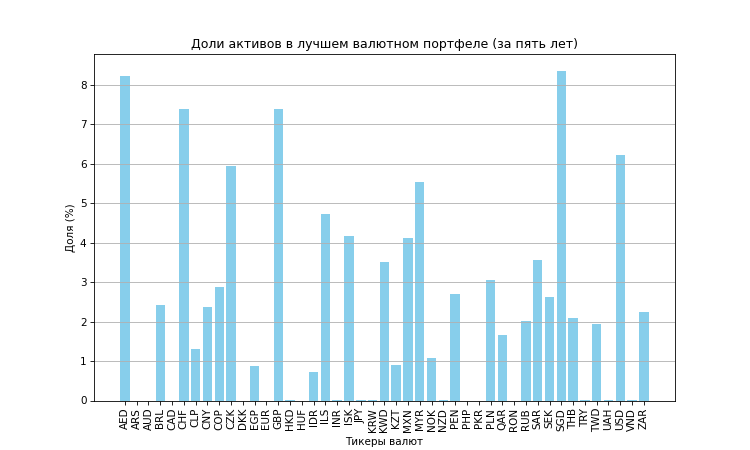 Доли активов в лучшем валютном портфеле (за пять лет)
Доля (%)
8
7
6
5
4
3
2
1
0
AED ARS AUD BRL CAD CHF CLP CNY COP CZK DKK EGP EUR GBP HKD HUF IDR ILS INR ISK JPY KRW KWD KZT MXN MYR NOK NZD PEN PHP PKR PLN QAR RON RUB SAR SEK SGD THB TRY TWD UAH USD VND ZAR
Тикеры валют